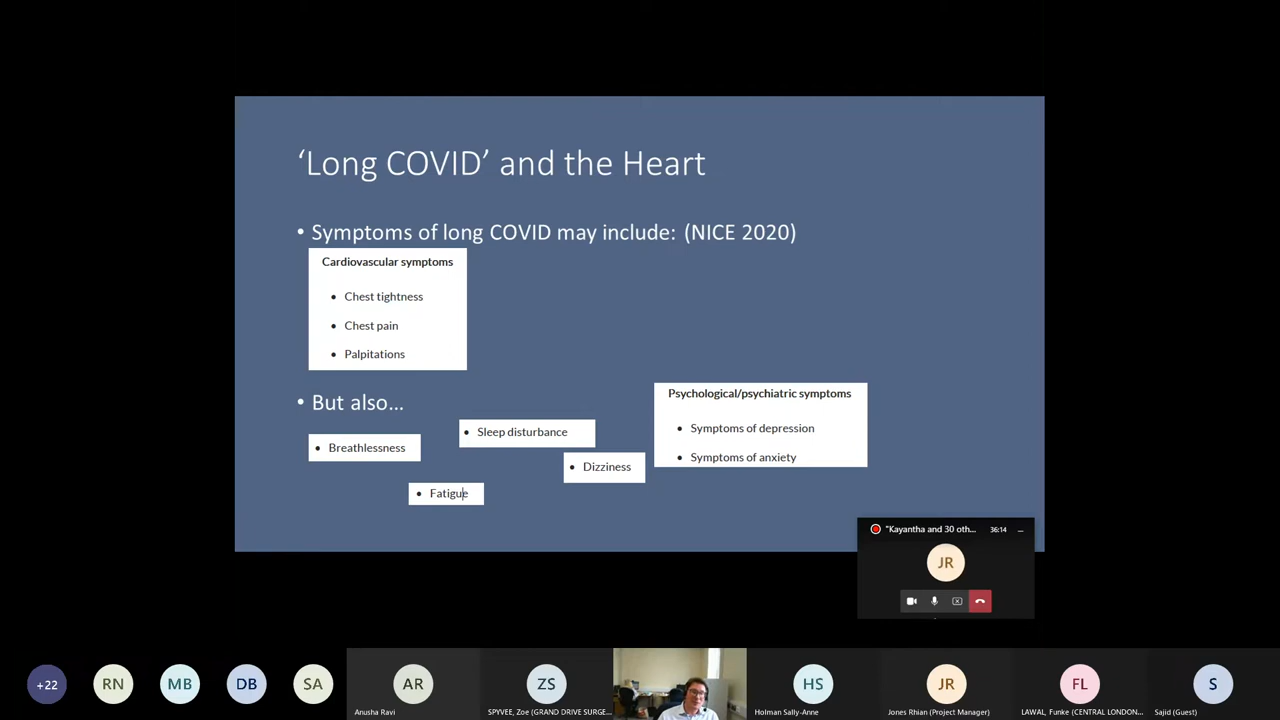 ‘Long COVID’ and the Heart
• Symptoms of long COVID may include: (NICE 2020)
Cardiovascular symptoms
• Chest tightness
• Chest pain
• Palpitations
• But also…
Psychological/psychiatric symptoms
• Symptoms of depression
• Symptoms of anxiety
• Sleep disturbance
• Breathlessness
• Dizziness
• Fatigue
"Kayantha and 30 oth... 36:14
JR
+22
RN
MB
DB
SA
AR
Anusha Ravi
ZS
SPYVEE, Zoe (GRAND DRIVE SURGE...
HS
Holman Sally-Anne
JR
Jones Rhian (Project Manager)
FL
LAWAL, Funke (CENTRAL LONDON...
S
Sajid (Guest)